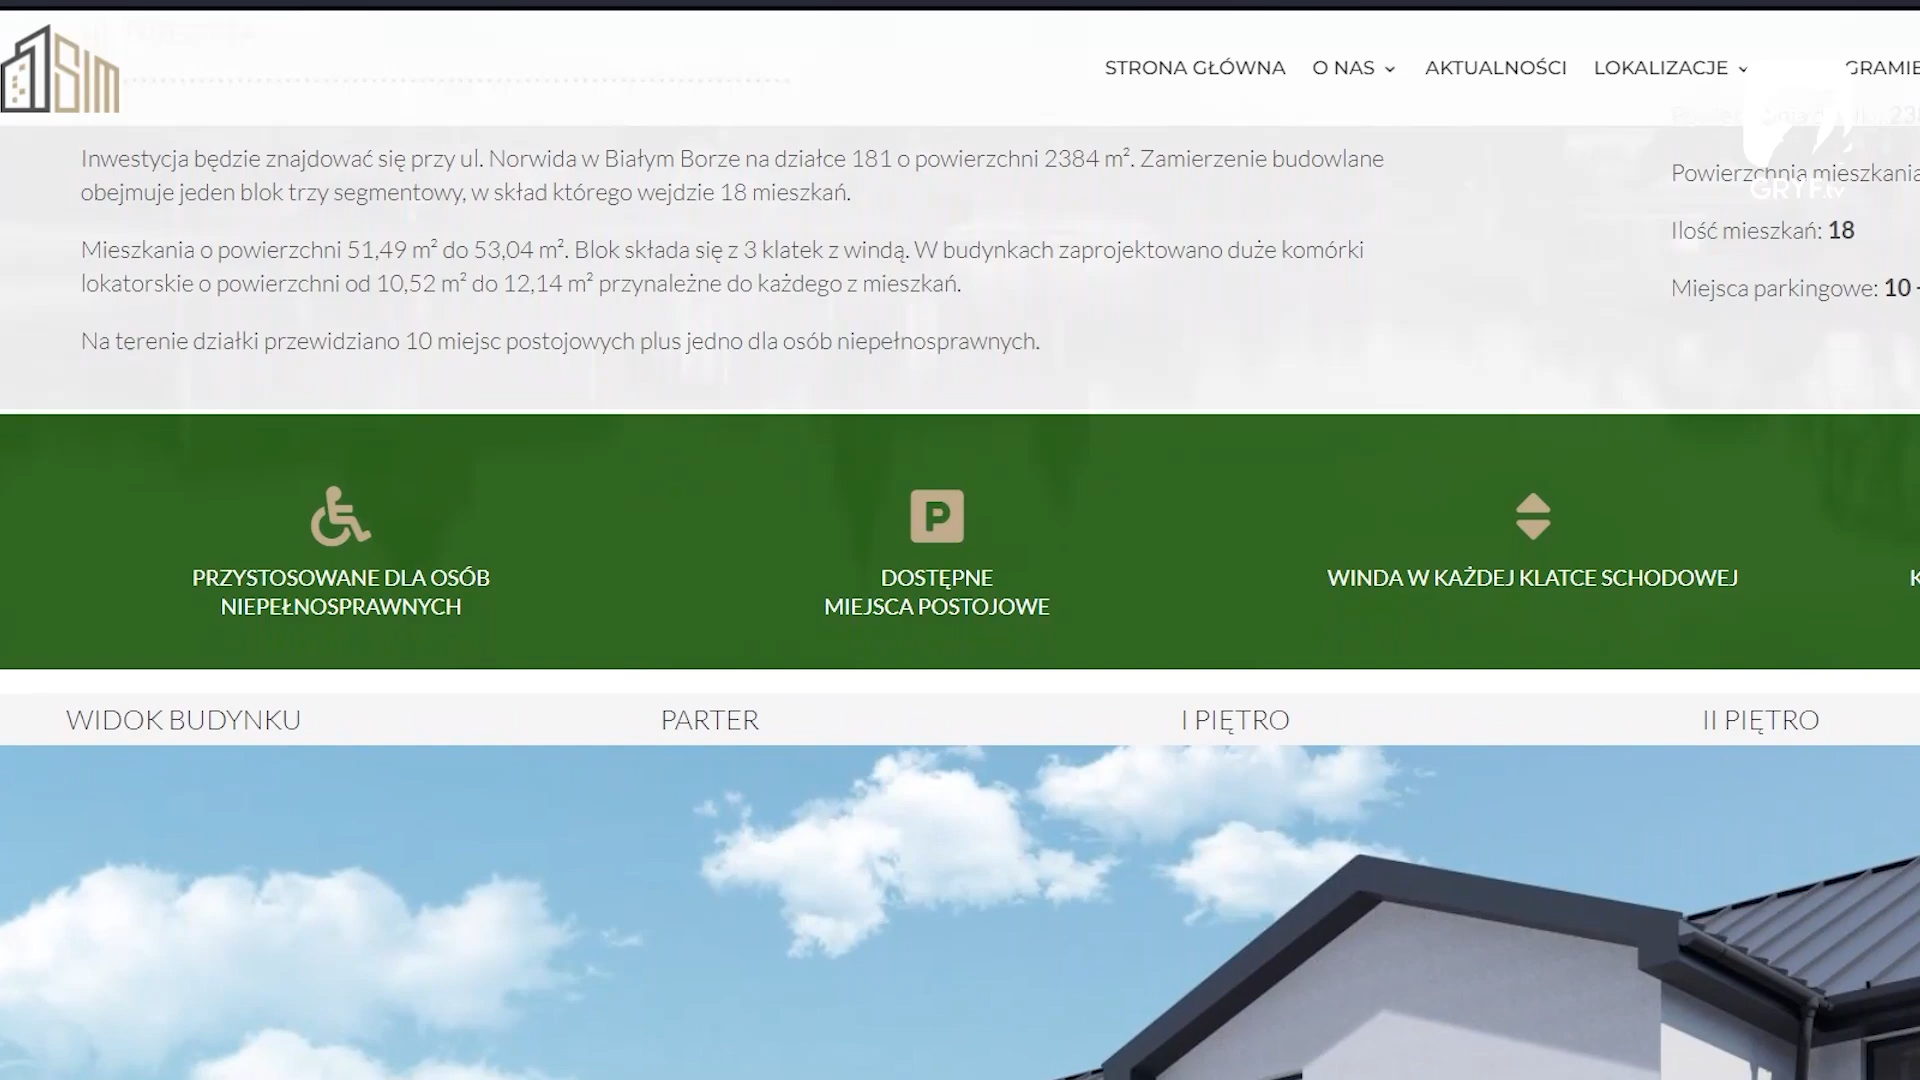 SIM
STRONA GŁÓWNA
O NAS
AKTUALNOŚCI
LOKALIZACJE
Inwestycja będzie znajdować się przy ul. Norwida w Białym Borze na działce 181 o powierzchni 2384 m². Zamierzenie budowlane
obejmuje jeden blok trzy segmentowy, w skład którego wejdzie 18 mieszkań.
Mieszkania o powierzchni 51,49 m² do 53,04 m². Blok składa się z 3 klatek z windą. W budynkach zaprojektowano duże komórki
lokatorskie o powierzchni od 10,52 m² do 12,14 m² przynależne do każdego z mieszkań.
Na terenie działki przewidziano 10 miejsc postojowych plus jedno dla osób niepełnosprawnych.
Powierzchnia mieszkania
GRYF.tv
Ilość mieszkań: 18
Miejsca parkingowe: 10
P
PRZYSTOSOWANE DLA OSÓB
NIEPEŁNOSPRAWNYCH
DOSTĘPNE
MIEJSCA POSTOJOWE
WINDA W KAŻDEJ KLATCE SCHODOWEJ
WIDOK BUDYNKU
PARTER
I PIĘTRO
II PIĘTRO